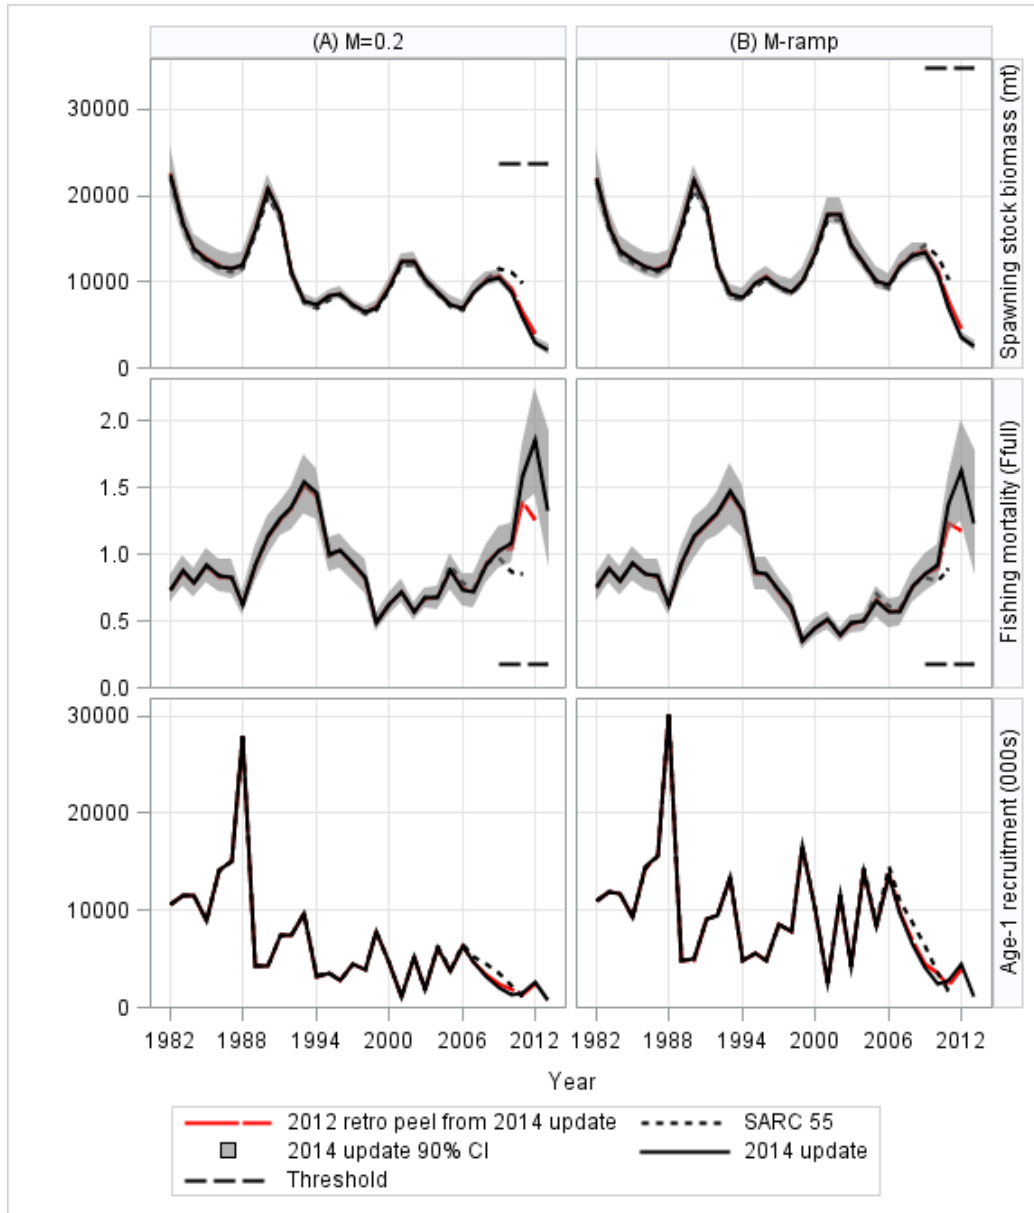 (A) M=0.2
(B) M-ramp
30000
20000
10000
0
Spawning stock biomass (mt)
2.0
1.5
1.0
0.5
0.0
Fishing mortality (Ffull)
30000
20000
10000
0
Age-1 recruitment (000s)
1982 1988 1994 2000 2006 2012 1982 1988 1994 2000 2006 2012
Year
2012 retro peel from 2014 update SARC 55
2014 update 90% CI 2014 update
Threshold